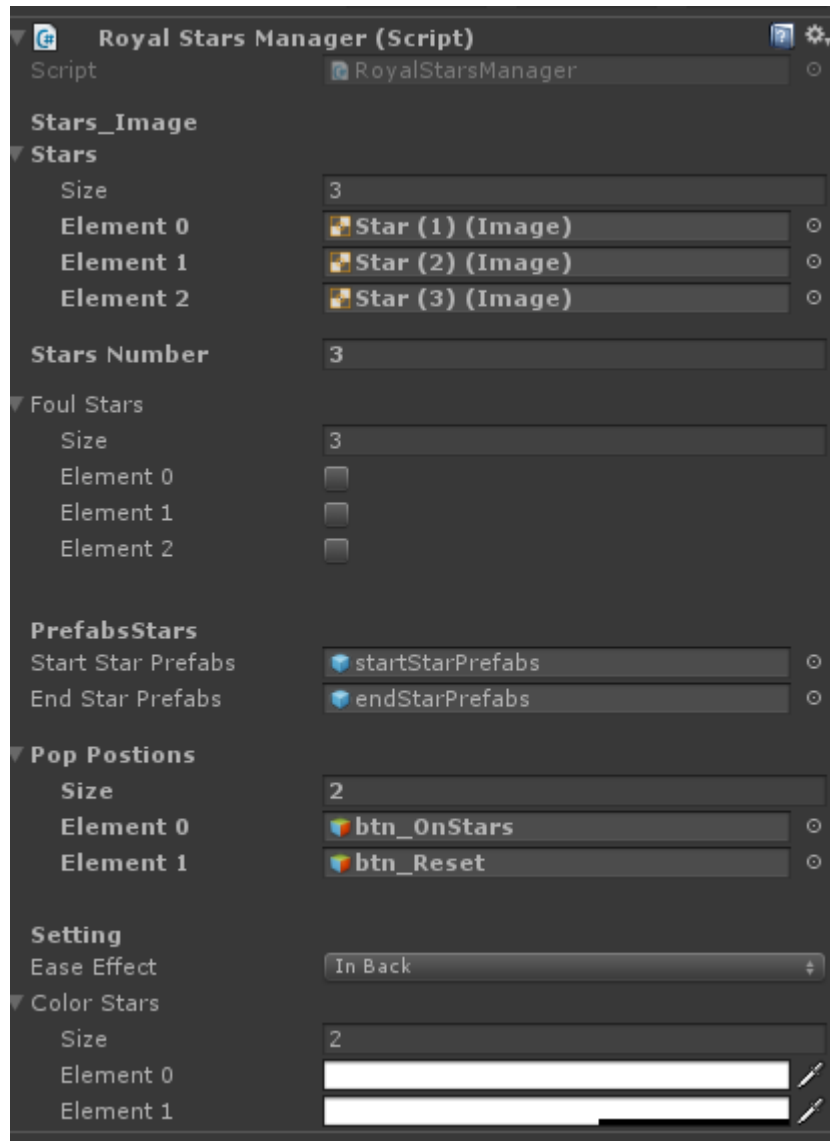 Royal Stars Manager (Script)
Script RoyalStarsManager
Stars_Image
Stars
Size 3
Element 0 Star (1) (Image)
Element 1 Star (2) (Image)
Element 2 Star (3) (Image)
Stars Number 3
Foul Stars
Size 3
Element 0
Element 1
Element 2
PrefabsStars
Start Star Prefabs startStarPrefabs
End Star Prefabs endStarPrefabs
Pop Postions
Size 2
Element 0 btn_OnStars
Element 1 btn_Reset
Setting
Ease Effect In Back
Color Stars
Size 2
Element 0
Element 1